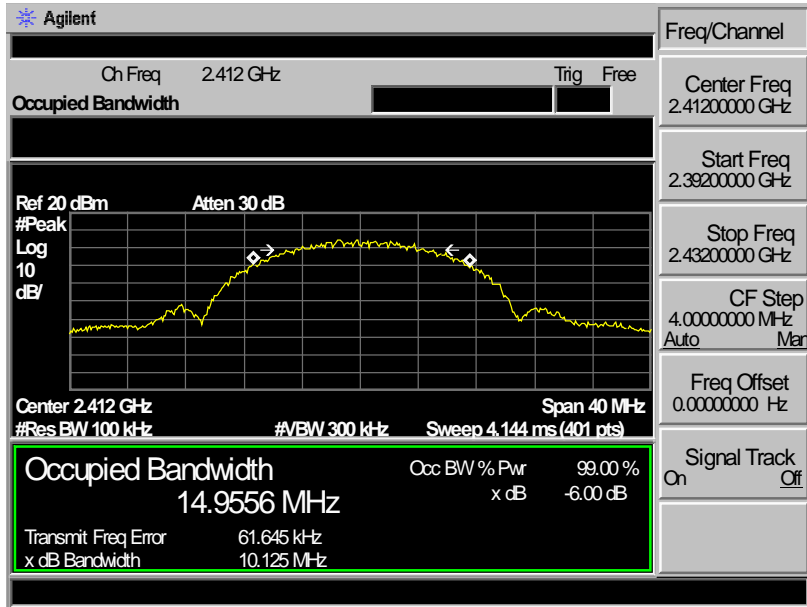 Agilent
Freq/Channel
Ch Freq 2.412 GHz Trig Free
Occupied Bandwidth
Center Freq
2.41200000 GHz
Start Freq
2.39200000 GHz
Stop Freq
2.43200000 GHz
CF Step
4.00000000 MHz
Auto Man
Freq Offset
0.00000000 Hz
Signal Track
On Off
Ref 20 dBm Atten 30 dB
#Peak
Log
10
dB/
Center 2.412 GHz Span 40 MHz
#Res BW 100 kHz #VBW 300 kHz Sweep 4.144 ms (401 pts)
Occupied Bandwidth Occ BW % Pwr 99.00 %
14.9556 MHz x dB -6.00 dB
Transmit Freq Error 61.645 kHz
x dB Bandwidth 10.125 MHz